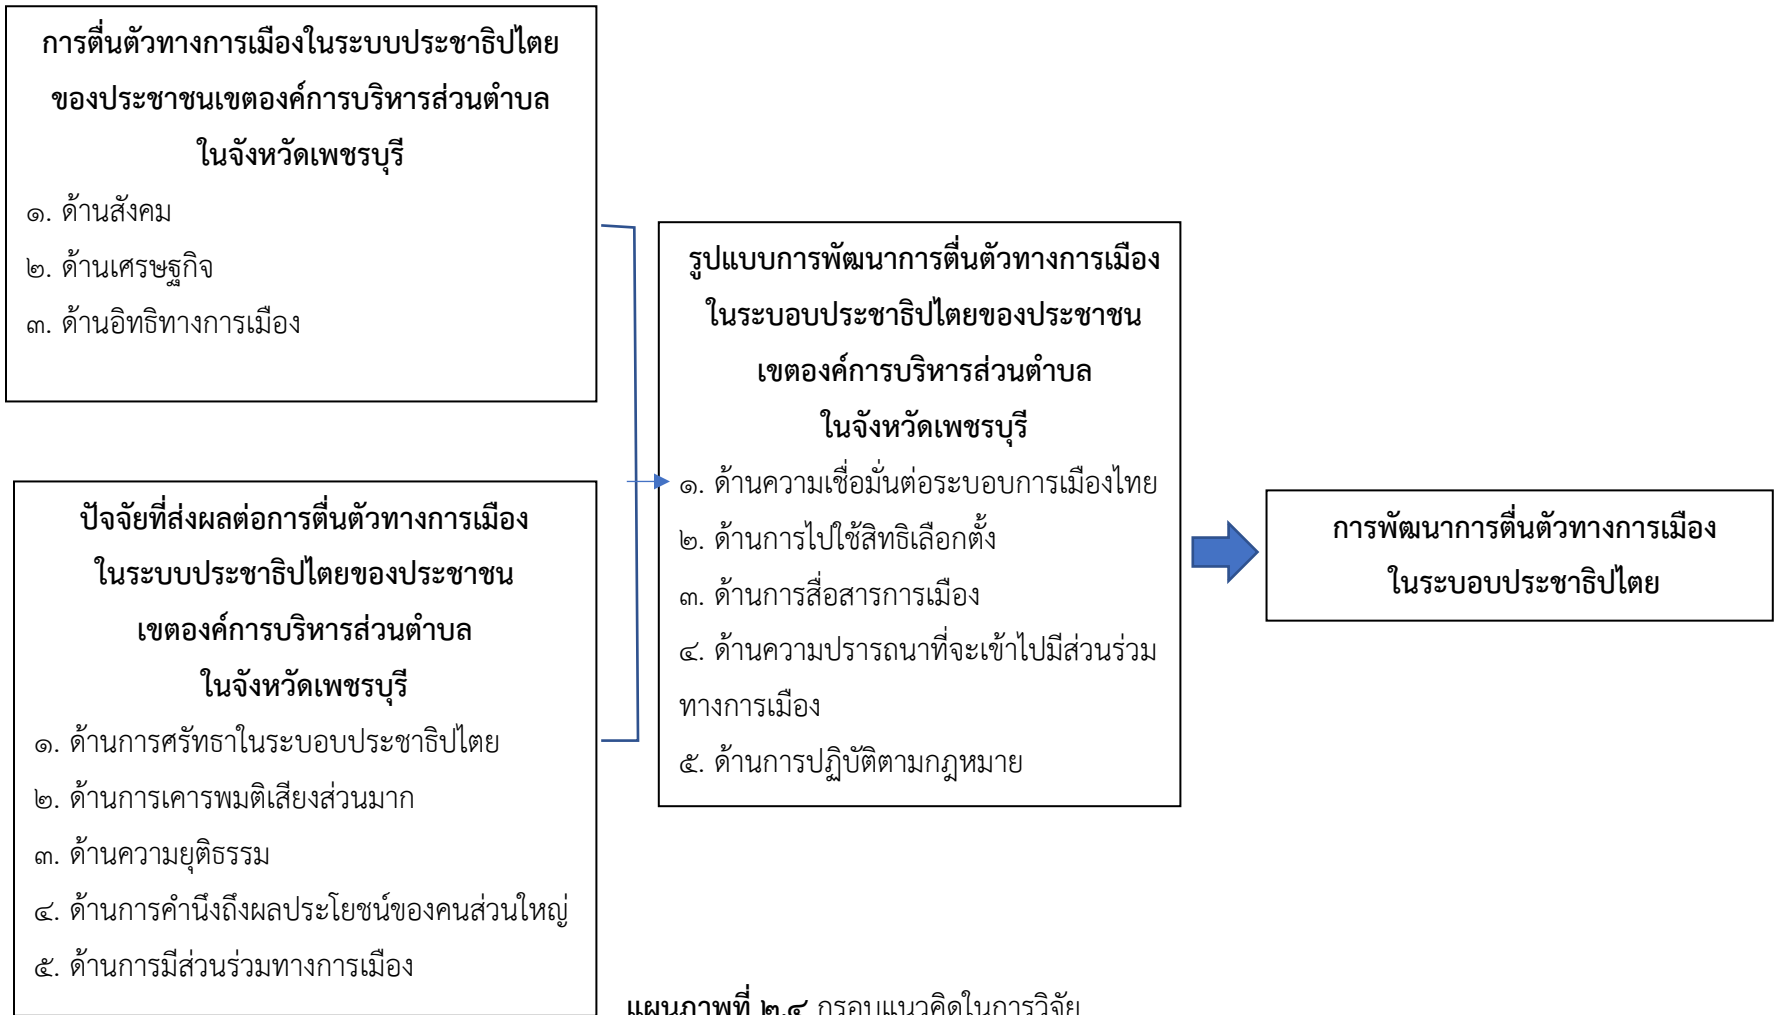 การตื่นตัวทางการเมืองในระบบประชาธิปไตย
ของประชาชนเขตองค์การบริหารส่วนตำบล
ในจังหวัดเพชรบุรี
๑. ด้านสังคม
๒. ด้านเศรษฐกิจ
๓. ด้านอิทธิทางการเมือง
ปัจจัยที่ส่งผลต่อการตื่นตัวทางการเมือง
ในระบบประชาธิปไตยของประชาชน
เขตองค์การบริหารส่วนตำบล
ในจังหวัดเพชรบุรี
๑. ด้านการศรัทธาในระบอบประชาธิปไตย
๒. ด้านการเคารพมติเสียงส่วนมาก
๓. ด้านความยุติธรรม
๔. ด้านการคำนึงถึงผลประโยชน์ของคนส่วนใหญ่
๕. ด้านการมีส่วนร่วมทางการเมือง
รูปแบบการพัฒนาการตื่นตัวทางการเมือง
ในระบอบประชาธิปไตยของประชาชน
เขตองค์การบริหารส่วนตำบล
ในจังหวัดเพชรบุรี
๑. ด้านความเชื่อมั่นต่อระบอบการเมืองไทย
๒. ด้านการไปใช้สิทธิเลือกตั้ง
๓. ด้านการสื่อสารการเมือง
๔. ด้านความปรารถนาที่จะเข้าไปมีส่วนร่วม
ทางการเมือง
๕. ด้านการปฏิบัติตามกฎหมาย
การพัฒนาการตื่นตัวทางการเมือง
ในระบอบประชาธิปไตย
แผนภาพที่ ๒.๔ กรอบแนวคิดในการวิจัย